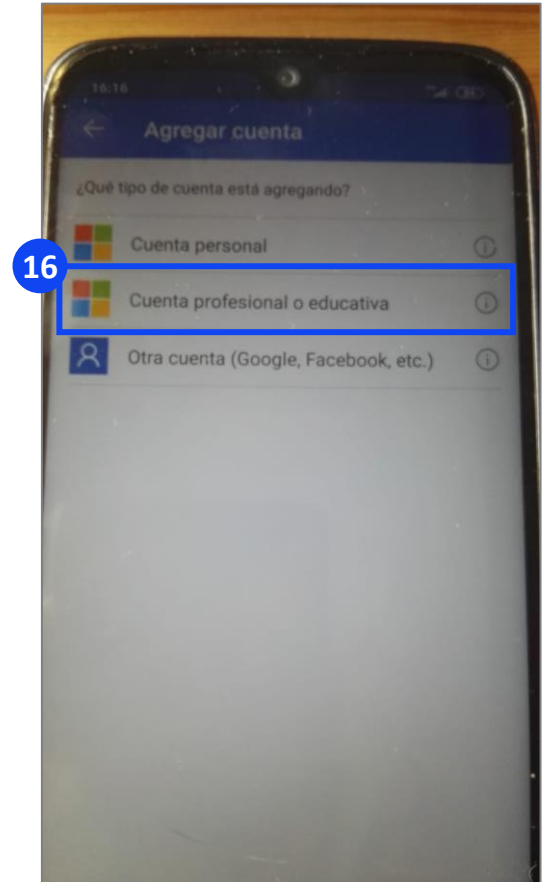 16:16
Agregar cuenta
¿Qué tipo de cuenta está agregando?
Cuenta personal
16
Cuenta profesional o educativa
Otra cuenta (Google, Facebook, etc.)